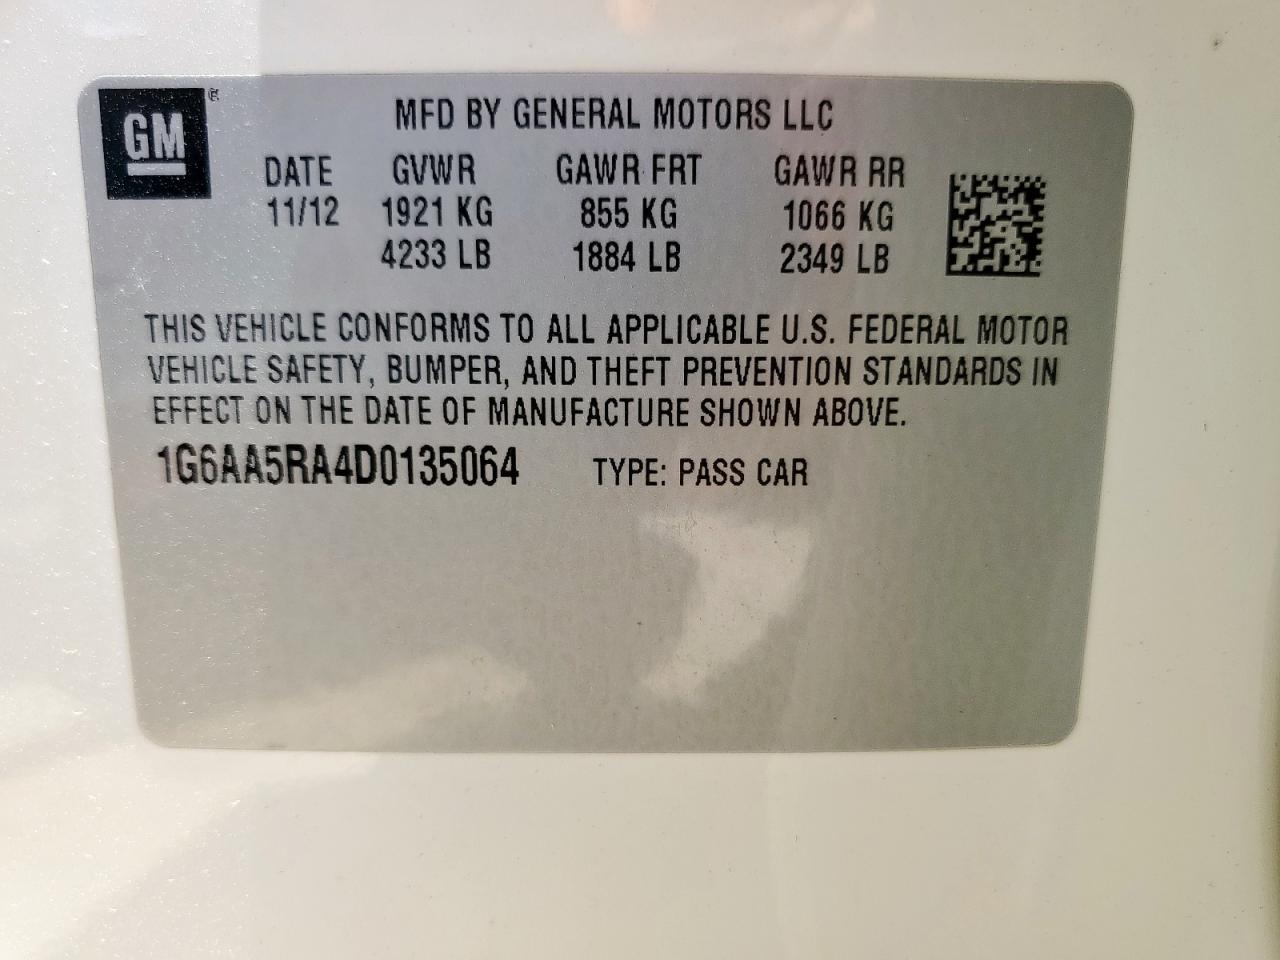 GM
MFD BY GENERAL MOTORS LLC
DATE GVWR GAWR FRT GAWR RR
11/12 1921 KG 855 KG 1066 KG
4233 LB 1884 LB 2349 LB
THIS VEHICLE CONFORMS TO ALL APPLICABLE U.S. FEDERAL MOTOR
VEHICLE SAFETY, BUMPER, AND THEFT PREVENTION STANDARDS IN
EFFECT ON THE DATE OF MANUFACTURE SHOWN ABOVE.
1G6AA5RA4D0135064 TYPE: PASS CAR